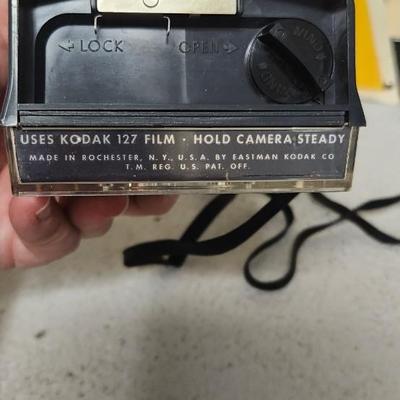 ← LOCK OPEN →
WIND
USES KODAK 127 FILM · HOLD CAMERA STEADY
MADE IN ROCHESTER, N. Y., U. S. A. BY EASTMAN KODAK CO
T. M. REG. U. S. PAT. OFF.